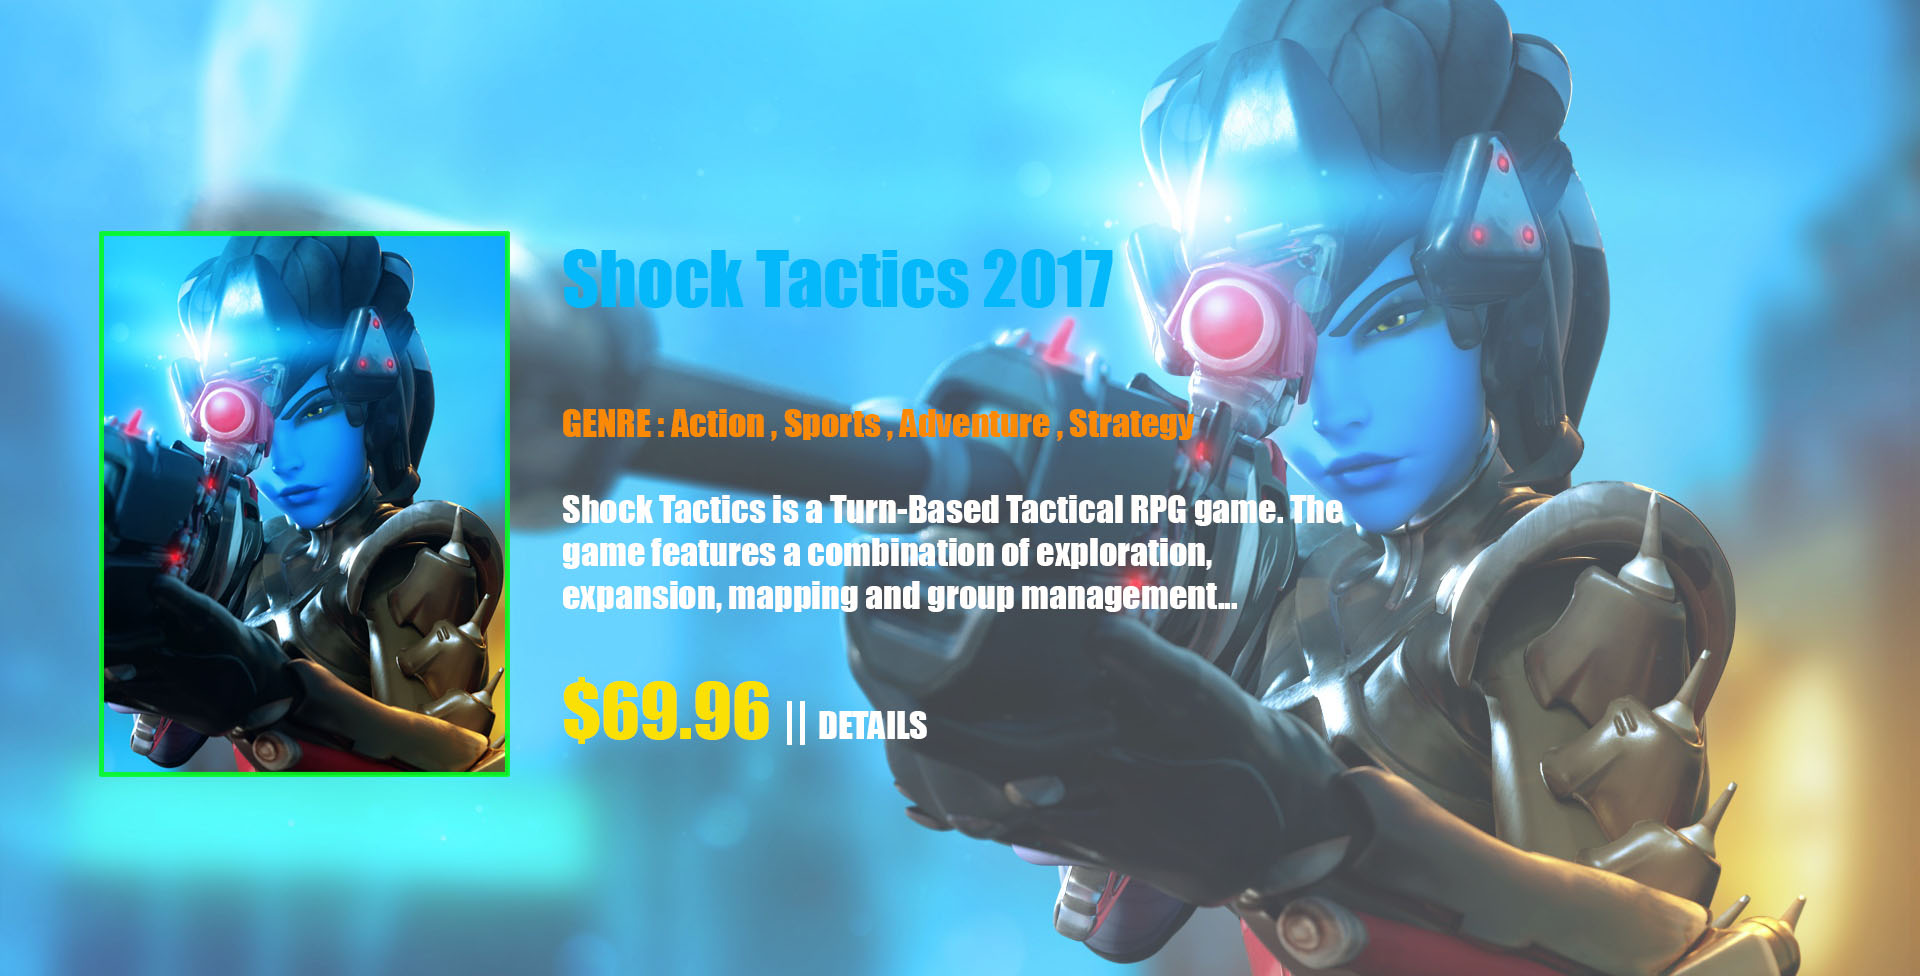 Shock Tactics 2017
GENRE : Action , Sports , Adventure , Strategy
Shock Tactics is a Turn-Based Tactical RPG game. The
game features a combination of exploration,
expansion, mapping and group management...
$69.96 || DETAILS